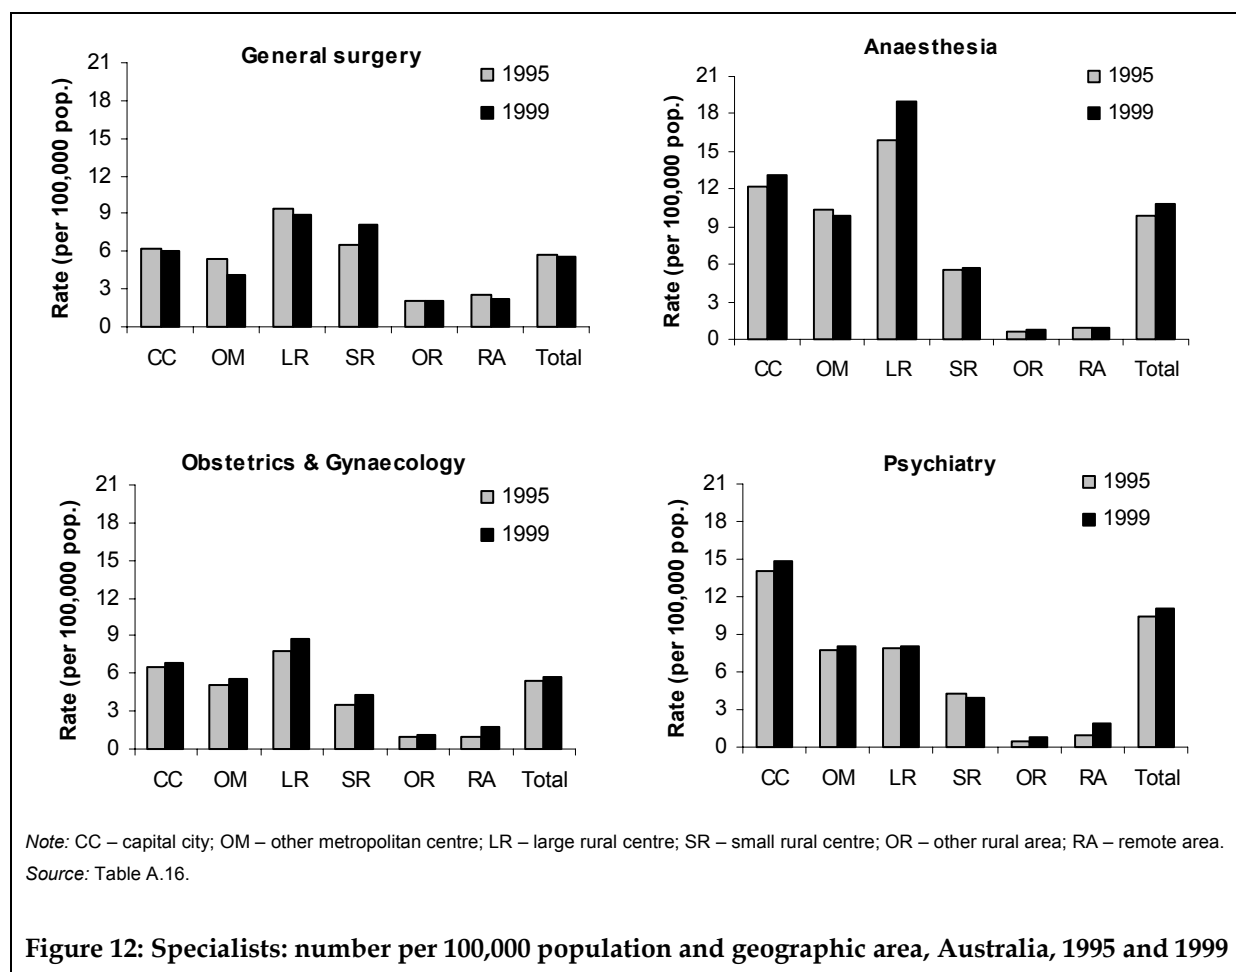 General surgery
Rate (per 100,000 pop.)
21
18
15
12
9
6
3
0
1995
1999
CC OM LR SR OR RA Total
Anaesthesia
Rate (per 100,000 pop.)
21
18
15
12
9
6
3
0
1995
1999
CC OM LR SR OR RA Total
Obstetrics & Gynaecology
Rate (per 100,000 pop.)
21
18
15
12
9
6
3
0
1995
1999
CC OM LR SR OR RA Total
Psychiatry
Rate (per 100,000 pop.)
21
18
15
12
9
6
3
0
1995
1999
CC OM LR SR OR RA Total
Note: CC – capital city; OM – other metropolitan centre; LR – large rural centre; SR – small rural centre; OR – other rural area; RA – remote area.
Source: Table A.16.
Figure 12: Specialists: number per 100,000 population and geographic area, Australia, 1995 and 1999